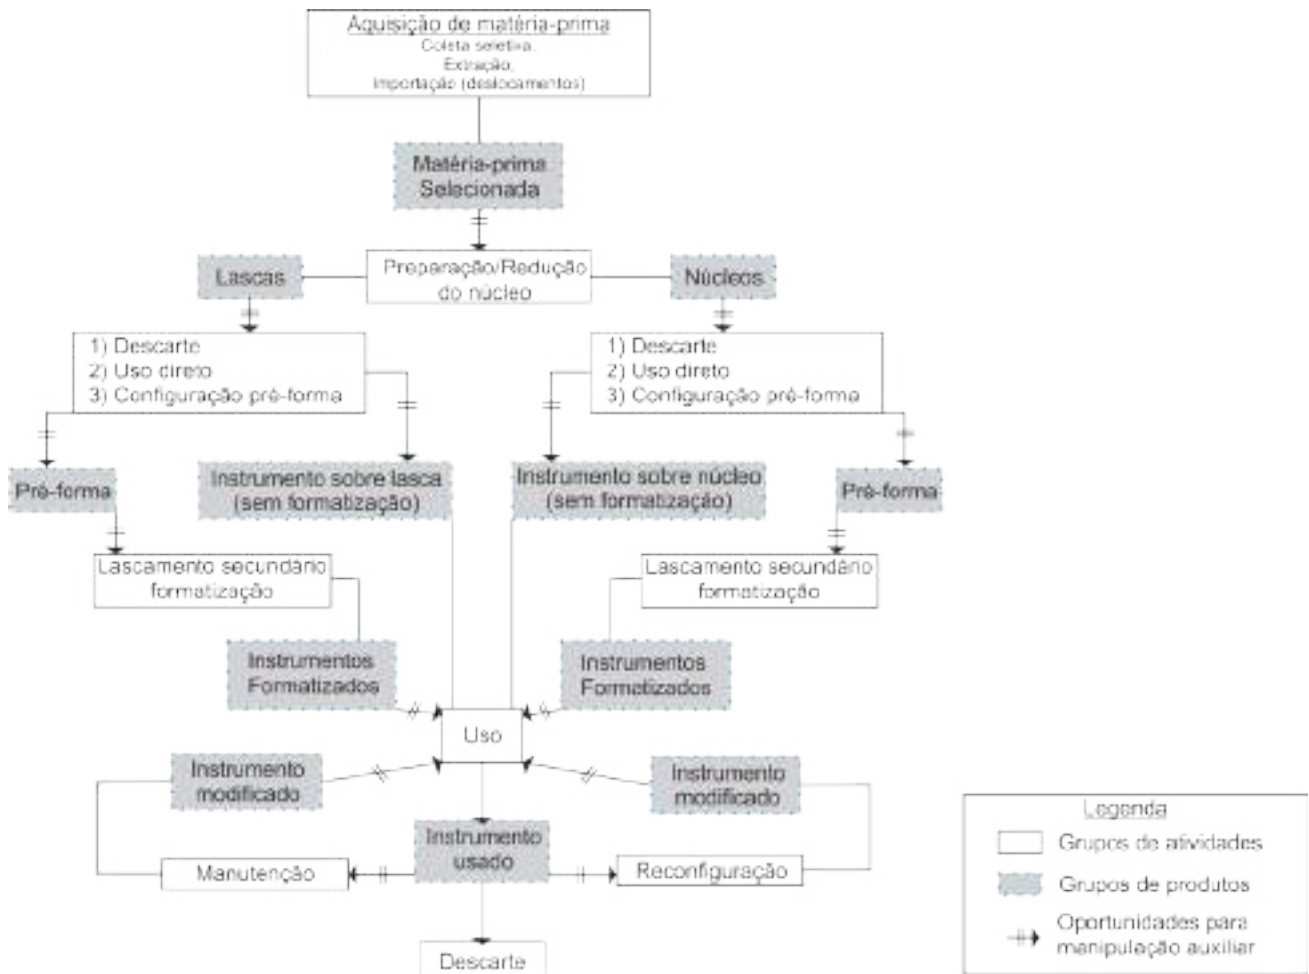 Aquisição de matéria-prima
Coleta seletiva,
Extração,
Importação (deslocamentos)
Matéria-prima
Selecionada
Lascas
Preparação/Redução
do núcleo
Núcleos
1) Descarte
2) Uso direto
3) Configuração pré-forma
1) Descarte
2) Uso direto
3) Configuração pré-forma
Pré-forma
Instrumento sobre lasca
(sem formatização)
Instrumento sobre núcleo
(sem formatização)
Pré-forma
Lascamento secundário
formatização
Lascamento secundário
formatização
Instrumentos
Formatizados
Instrumentos
Formatizados
Uso
Instrumento
modificado
Instrumento
modificado
Instrumento
usado
Manutenção
Reconfiguração
Descarte
Legenda
Grupos de atividades
Grupos de produtos
Oportunidades para
manipulação auxiliar